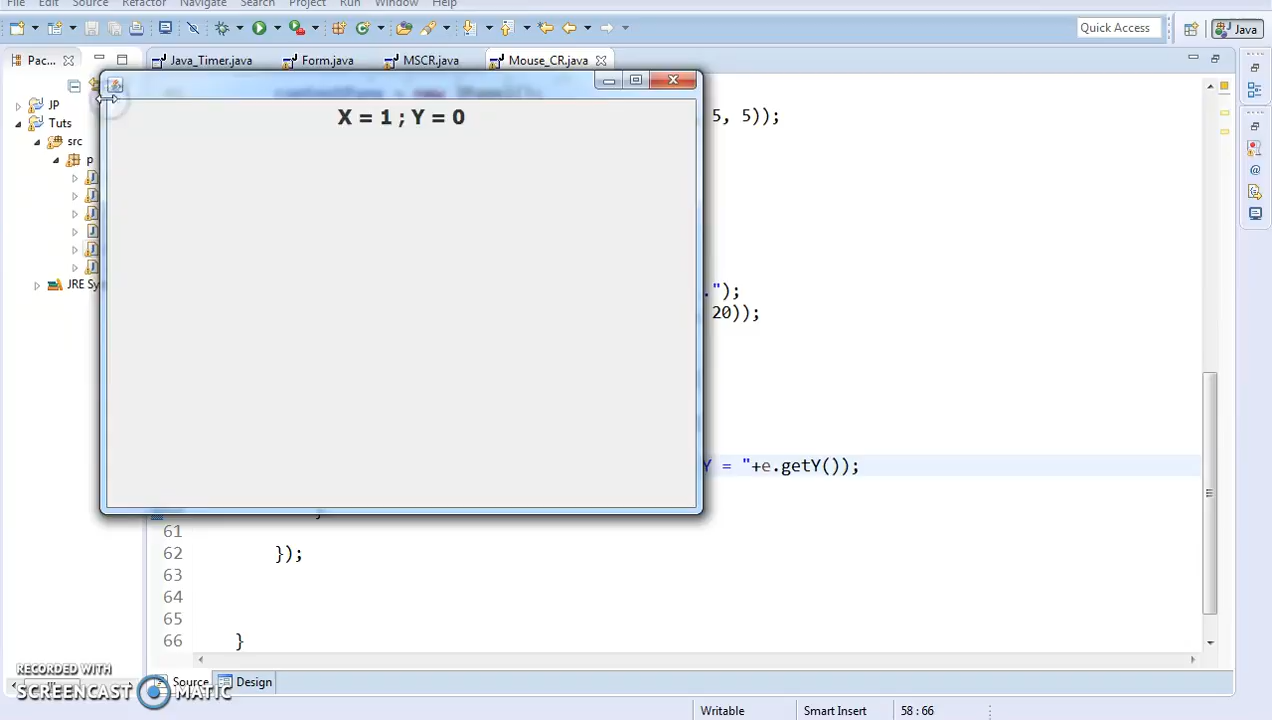 File Edit Source Refactor Navigate Search Project Run Window Help
Quick Access
Java
Pac...
Java_Timer.java
Form.java
MSCR.java
Mouse_CR.java
JP
Tuts
src
p
JRE Sy
X = 1 ; Y = 0
5, 5));
.");
20));
Y = "+e.getY());
61
62 });
63
64
65
66 }
RECORDED WITH
SCREENCAST MATIC
Source Design
Writable Smart Insert 58 : 66